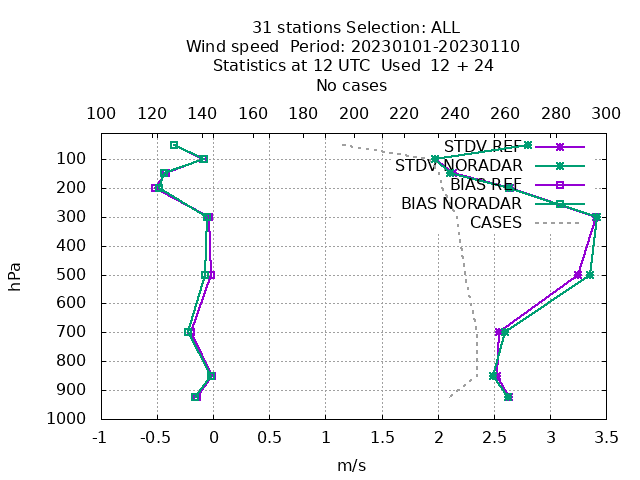 31 stations Selection: ALL
Wind speed  Period: 20230101-20230110
Statistics at 12 UTC  Used  12 + 24
No cases
100 120 140 160 180 200 220 240 260 280 300
STDV REF
STDV NORADAR
BIAS REF
BIAS NORADAR
CASES
100
200
300
400
500
600
700
800
900
1000
hPa
-1 -0.5 0 0.5 1 1.5 2 2.5 3 3.5
m/s